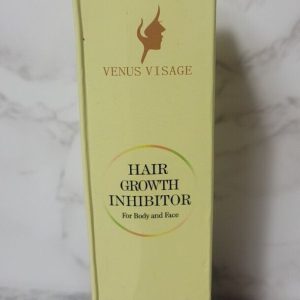 VENUS VISAGE
HAIR
GROWTH
INHIBITOR
For Body and Face